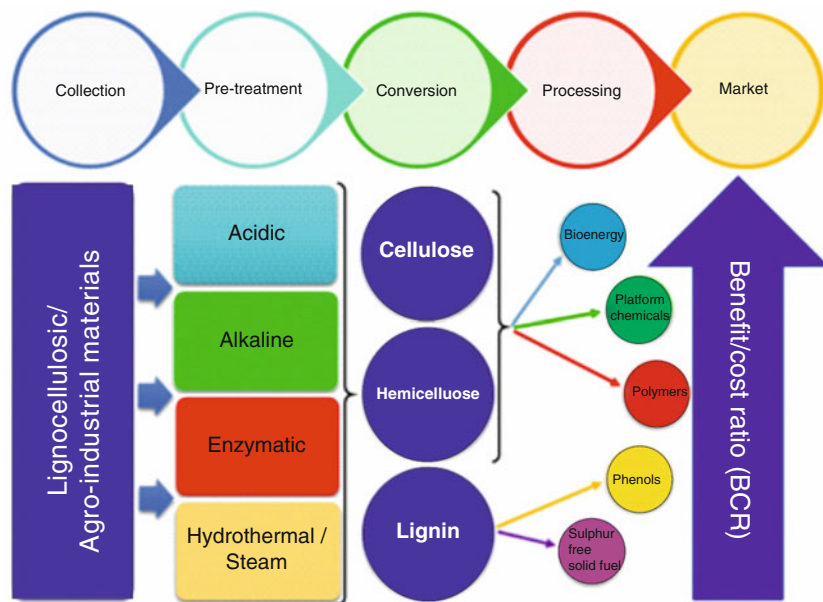 Collection
Pre-treatment
Conversion
Processing
Market
Lignocellulosic/
Agro-industrial materials
Acidic
Alkaline
Enzymatic
Hydrothermal /
Steam
Cellulose
Hemicelluose
Lignin
Bioenergy
Platform
chemicals
Polymers
Phenols
Sulphur
free
solid fuel
Benefit/cost ratio (BCR)